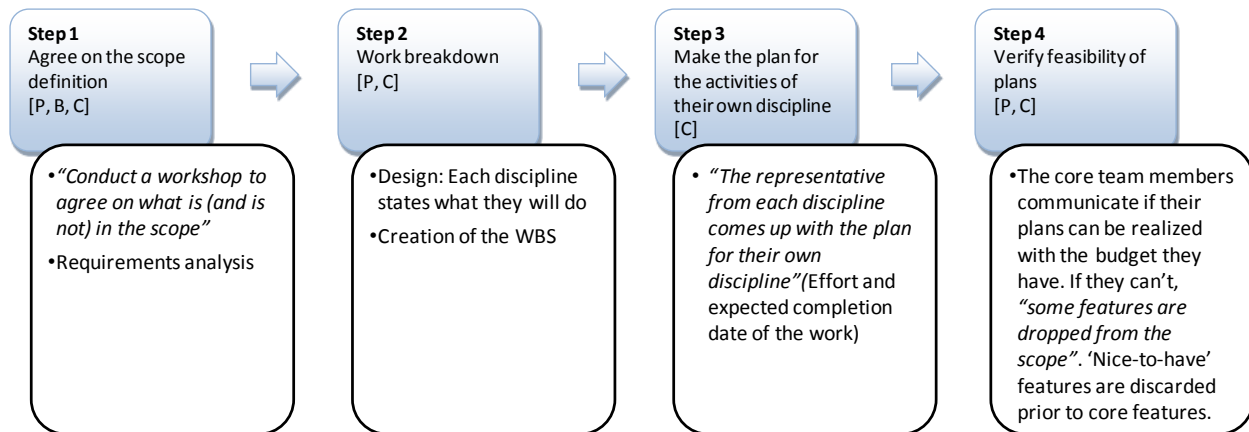 Step 1
Agree on the scope
definition
[P, B, C]
•“Conduct a workshop to
agree on what is (and is
not) in the scope”
•Requirements analysis
Step 2
Work breakdown
[P, C]
•Design: Each discipline
states what they will do
•Creation of the WBS
Step 3
Make the plan for
the activities of
their own discipline
[C]
• “The representative
from each discipline
comes up with the plan
for their own
discipline”(Effort and
expected completion
date of the work)
Step 4
Verify feasibility of
plans
[P, C]
•The core team members
communicate if their
plans can be realized
with the budget they
have. If they can’t,
“some features are
dropped from the
scope”. ‘Nice-to-have’
features are discarded
prior to core features.